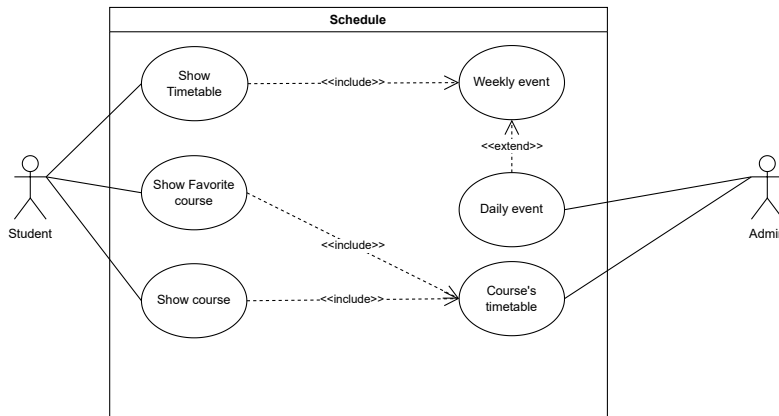 Schedule
Show
Timetable
<<include>>
Weekly event
<<extend>>
Show Favorite
course
Daily event
Student
Admin
<<include>>
Show course
<<include>>
Course's
timetable